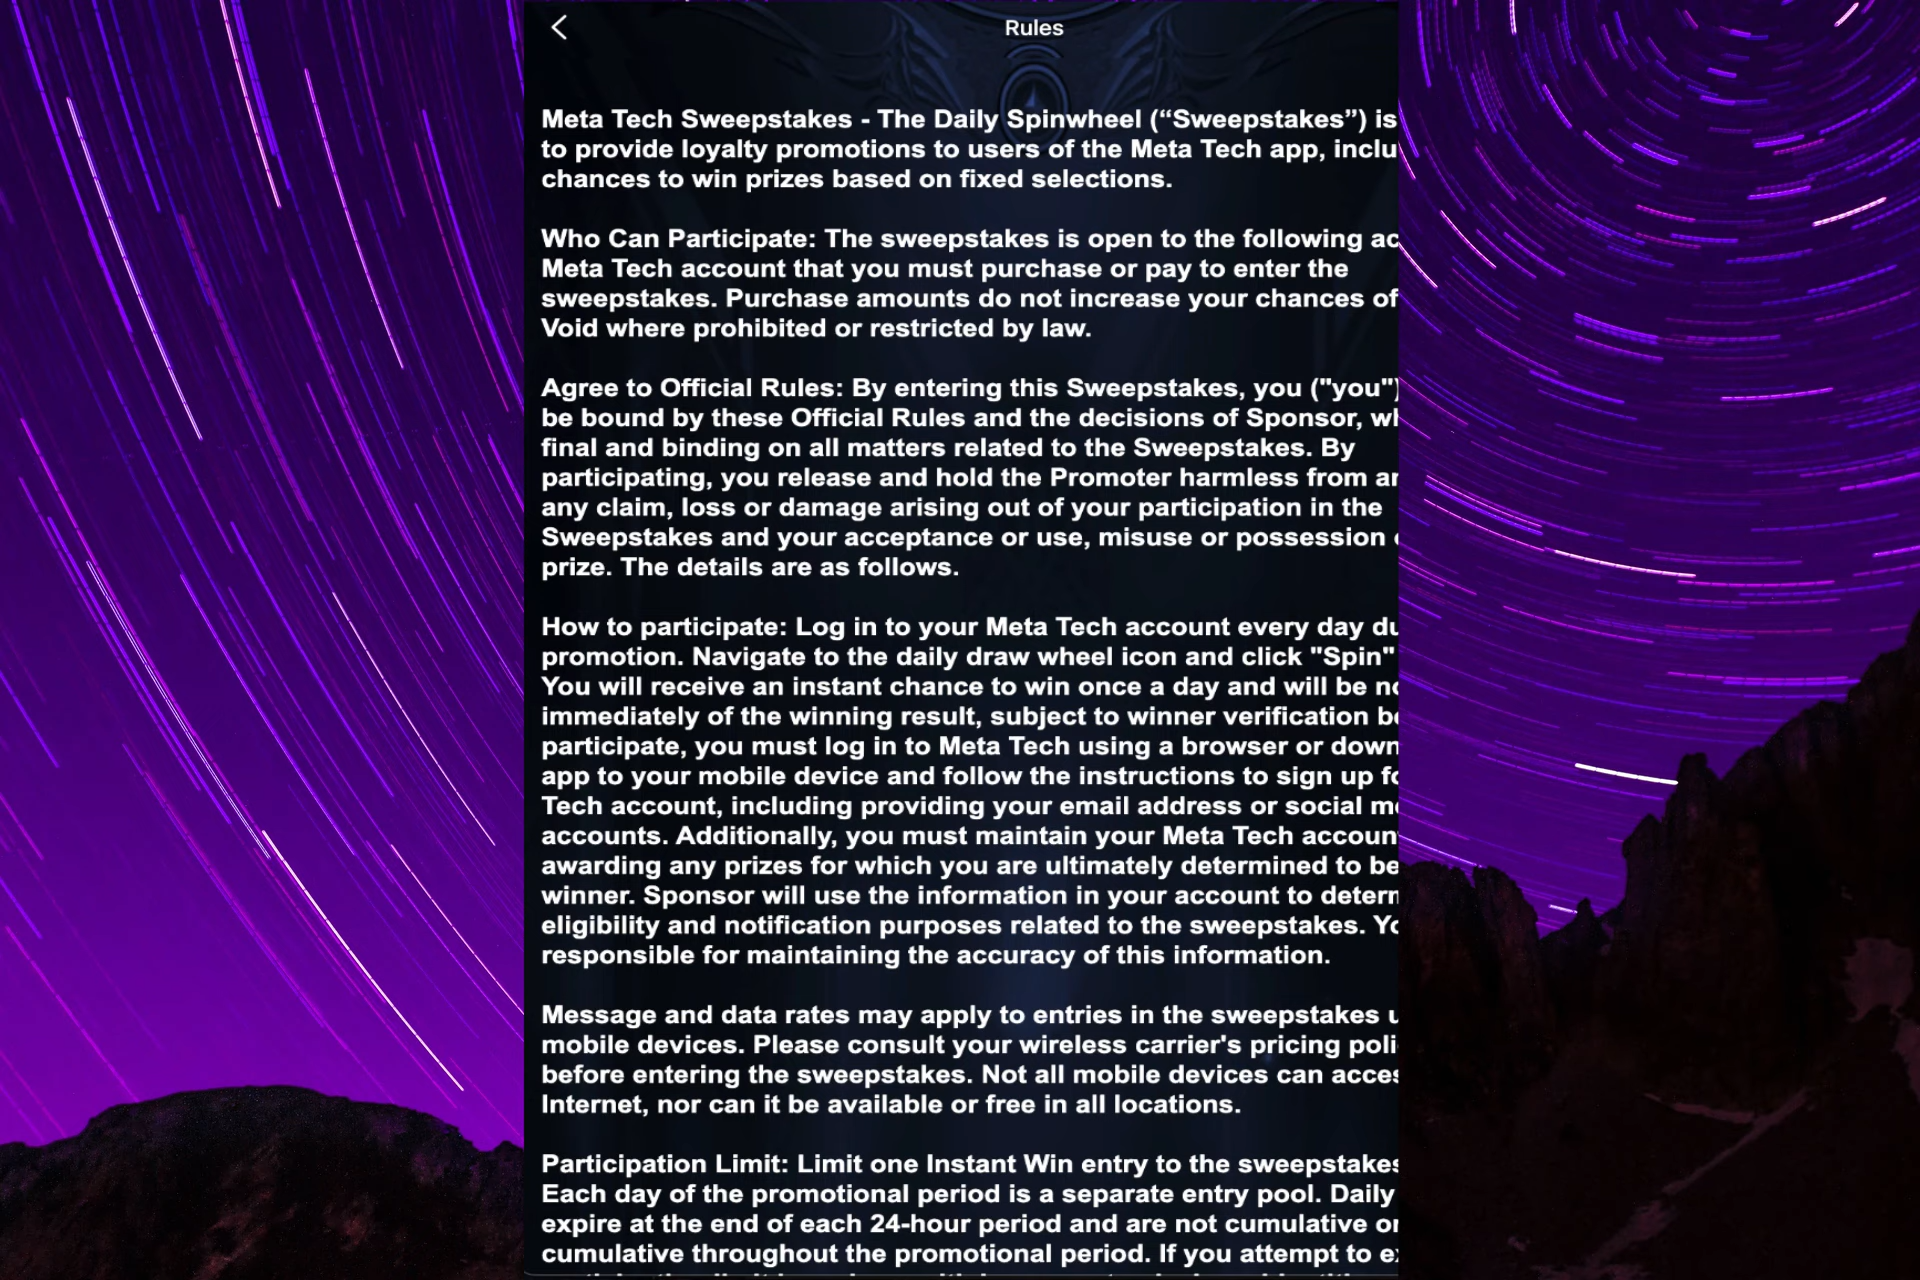 Rules
Meta Tech Sweepstakes - The Daily Spinwheel (“Sweepstakes”) is
to provide loyalty promotions to users of the Meta Tech app, inclu
chances to win prizes based on fixed selections.
Who Can Participate: The sweepstakes is open to the following ac
Meta Tech account that you must purchase or pay to enter the
sweepstakes. Purchase amounts do not increase your chances of
Void where prohibited or restricted by law.
Agree to Official Rules: By entering this Sweepstakes, you ("you")
be bound by these Official Rules and the decisions of Sponsor, wh
final and binding on all matters related to the Sweepstakes. By
participating, you release and hold the Promoter harmless from an
any claim, loss or damage arising out of your participation in the
Sweepstakes and your acceptance or use, misuse or possession
prize. The details are as follows.
How to participate: Log in to your Meta Tech account every day du
promotion. Navigate to the daily draw wheel icon and click "Spin"
You will receive an instant chance to win once a day and will be no
immediately of the winning result, subject to winner verification be
participate, you must log in to Meta Tech using a browser or down
app to your mobile device and follow the instructions to sign up fo
Tech account, including providing your email address or social me
accounts. Additionally, you must maintain your Meta Tech account
awarding any prizes for which you are ultimately determined to be
winner. Sponsor will use the information in your account to determ
eligibility and notification purposes related to the sweepstakes. Yo
responsible for maintaining the accuracy of this information.
Message and data rates may apply to entries in the sweepstakes u
mobile devices. Please consult your wireless carrier's pricing poli
before entering the sweepstakes. Not all mobile devices can acces
Internet, nor can it be available or free in all locations.
Participation Limit: Limit one Instant Win entry to the sweepstakes
Each day of the promotional period is a separate entry pool. Daily
expire at the end of each 24-hour period and are not cumulative or
cumulative throughout the promotional period. If you attempt to ex